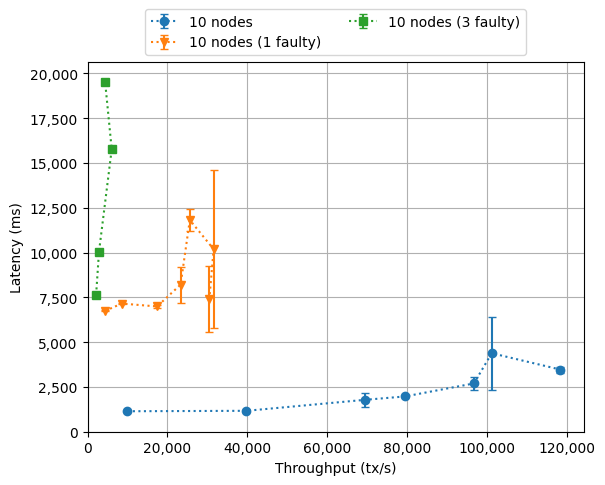 10 nodes
10 nodes (1 faulty)
10 nodes (3 faulty)
20,000
17,500
15,000
12,500
10,000
7,500
5,000
2,500
0
Latency (ms)
0 20,000 40,000 60,000 80,000 100,000 120,000
Throughput (tx/s)